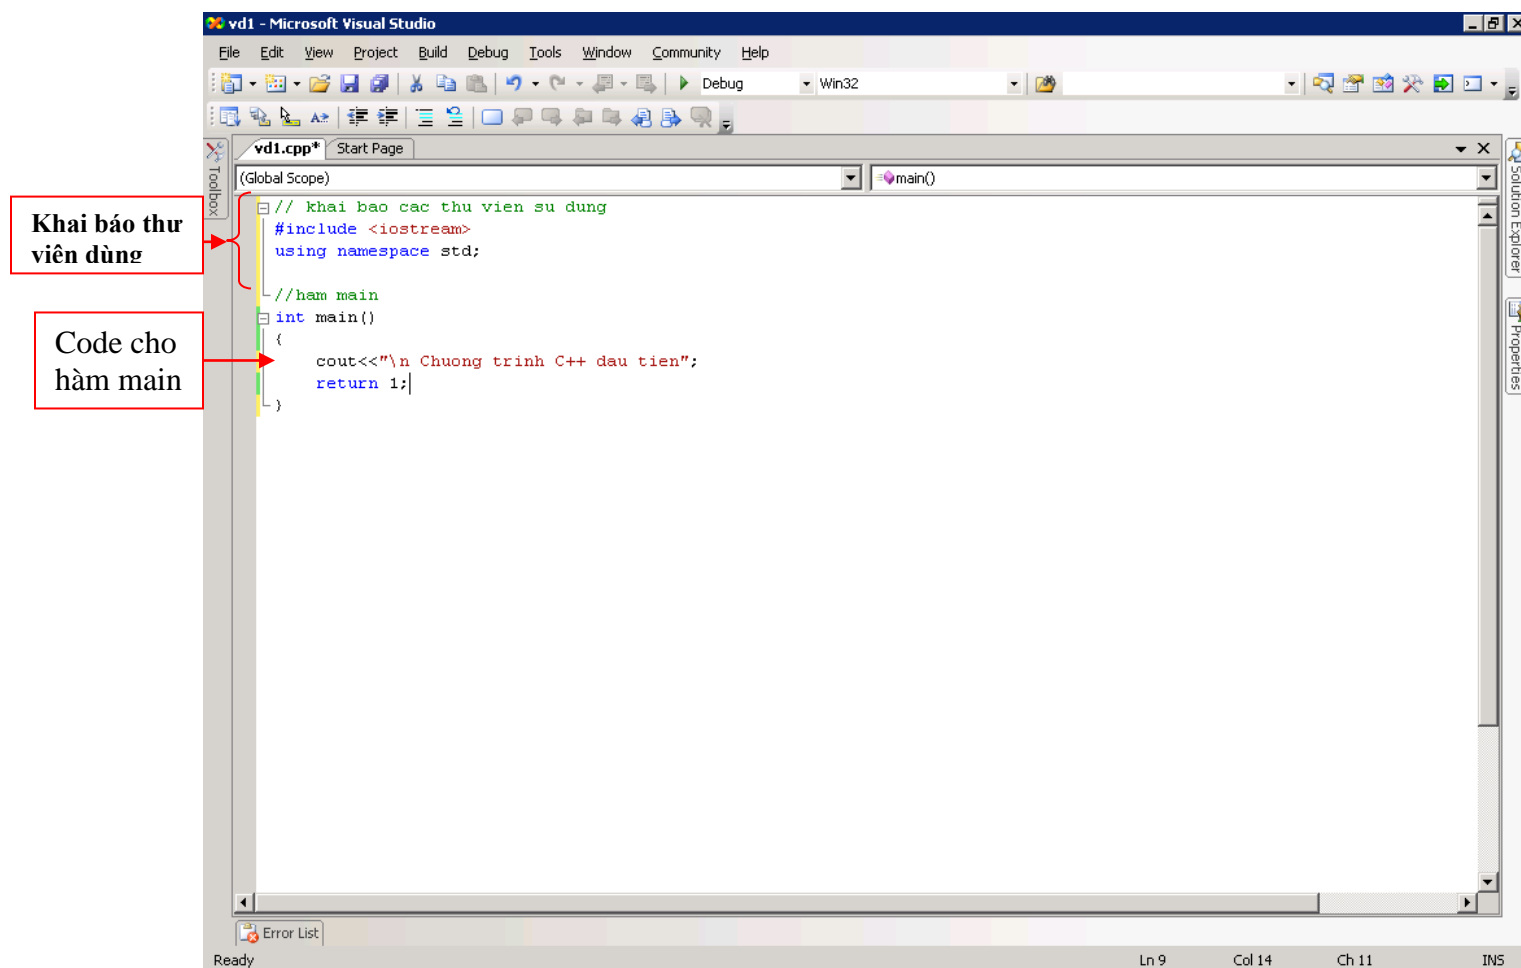 vd1 - Microsoft Visual Studio
File Edit View Project Build Debug Tools Window Community Help
Debug Win32
vd1.cpp* Start Page
(Global Scope) main()
Toolbox
Solution Explorer
Properties
Khai báo thư
viên dùng
// khai bao cac thu vien su dung
#include <iostream>
using namespace std;
//ham main
int main()
{
cout<<"\n Chuong trinh C++ dau tien";
return 1;
}
Code cho
hàm main
Error List
Ready Ln 9 Col 14 Ch 11 INS